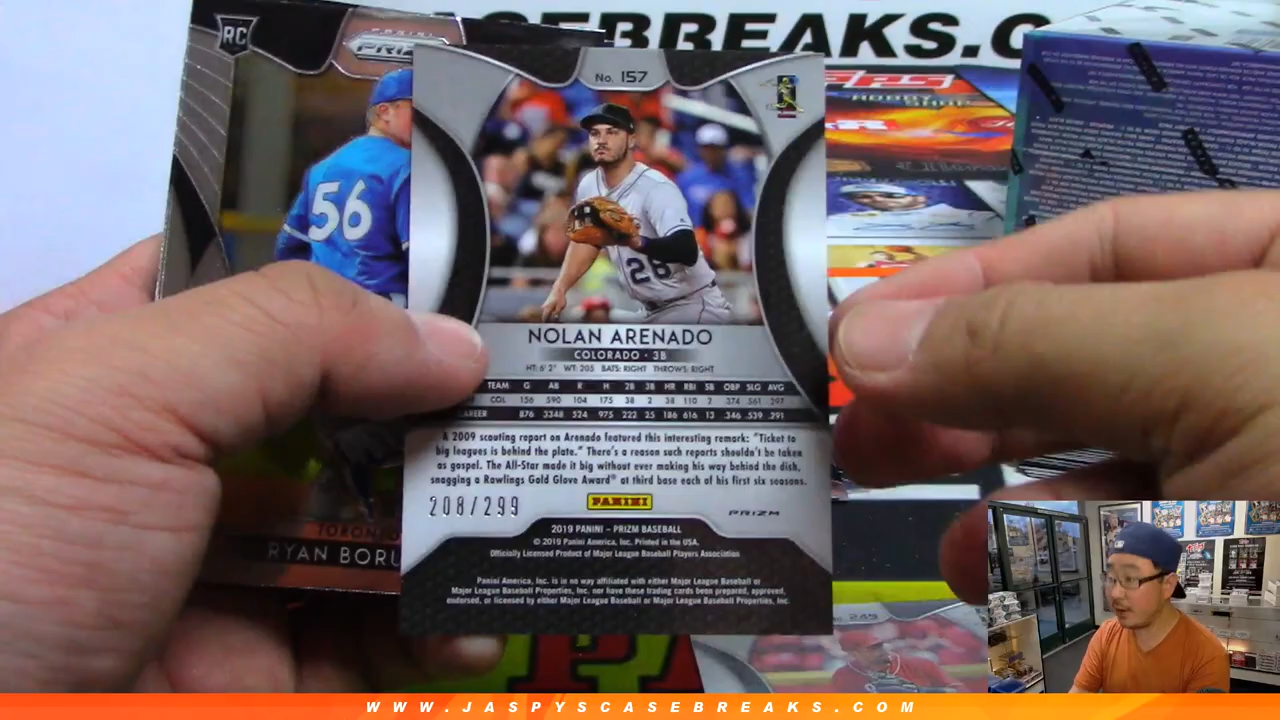 ASEBREAKS.C
RC
PANINI
PRIZ
No. 157
56
26
NOLAN ARENADO
COLORADO · 3B
HT: 6' 2" WT: 205 BATS: RIGHT THROWS: RIGHT
TEAM G AB R H 2B 3B HR RBI SB OBP SLG AVG
COL 156 590 104 175 38 2 38 110 2 .374 .561 .297
CAREER 876 3348 524 975 222 25 186 616 13 .346 .539 .291
A 2009 scouting report on Arenado featured this interesting remark: "Ticket to
big leagues is behind the plate." There's a reason such reports shouldn't be taken
as gospel. The All-Star made it big without ever making his way behind the dish,
snagging a Rawlings Gold Glove Award® at third base each of his first six seasons.
208/299
PANINI
PRIZM
2019 PANINI – PRIZM BASEBALL
© 2019 Panini America, Inc. Printed in the USA.
Officially Licensed Product of Major League Baseball Players Association
Panini America, Inc. is in no way affiliated with either Major League Baseball or
Major League Baseball Properties, Inc. nor have these trading cards been prepared, approved,
endorsed, or licensed by either Major League Baseball or Major League Baseball Properties, Inc.
TORONTO
RYAN BORU
No. 245
WWW.JASPYSCASEBREAKS.COM